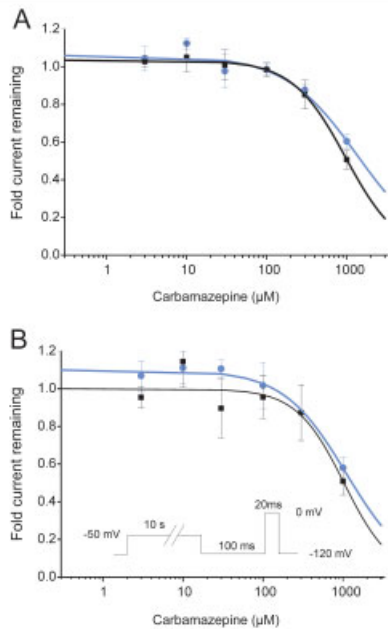 A
1.2
1.0
0.8
0.6
0.4
0.2
0.0
Fold current remaining
1 10 100 1000
Carbamazepine (µM)
B
1.2
1.0
0.8
0.6
0.4
0.2
0.0
Fold current remaining
-50 mV
10 s
100 ms
20ms
0 mV
-120 mV
1 10 100 1000
Carbamazepine (µM)